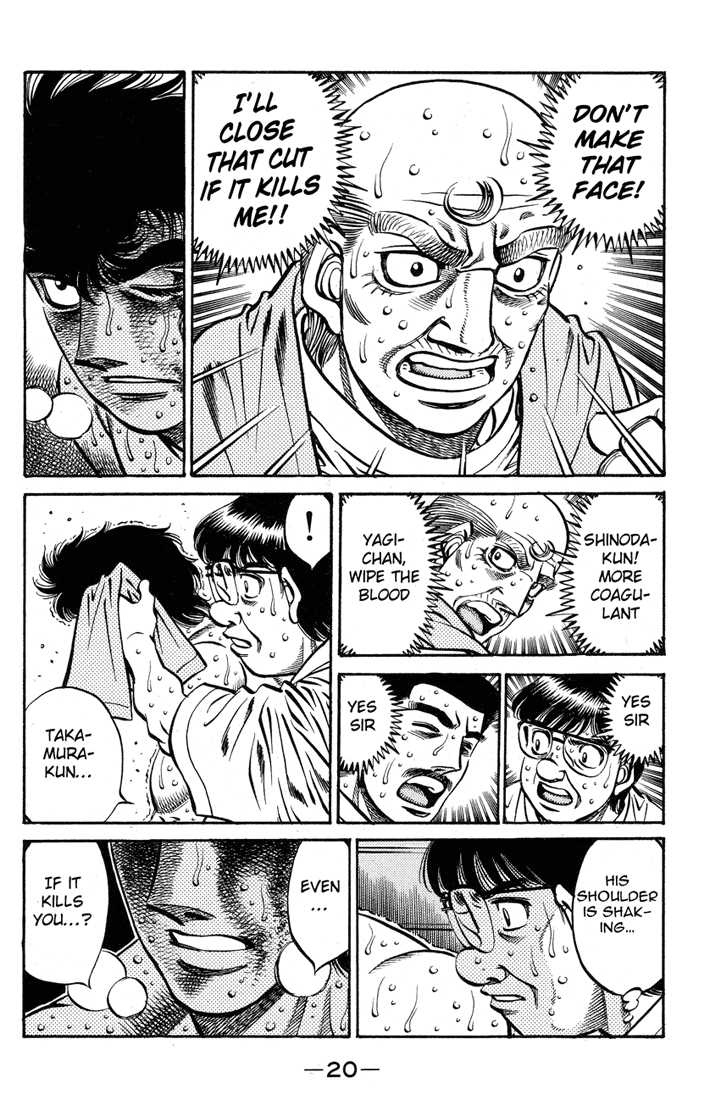 DON'T
MAKE
THAT
FACE!
I'LL
CLOSE
THAT CUT
IF IT KILLS
ME!!
SHINODA-
KUN!
MORE
COAGU-
LANT
YAGI-
CHAN,
WIPE THE
BLOOD
!
TAKA-
MURA-
KUN...
YES
SIR
YES
SIR
HIS
SHOULDER
IS SHAK-
ING...
EVEN
...
IF IT
KILLS
YOU...?
—20—